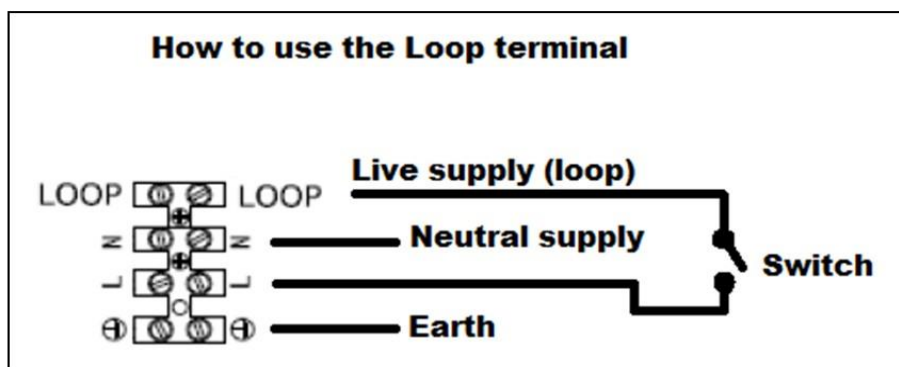 How to use the Loop terminal
Live supply (loop)
LOOP LOOP
N N Neutral supply
Switch
L L
Earth